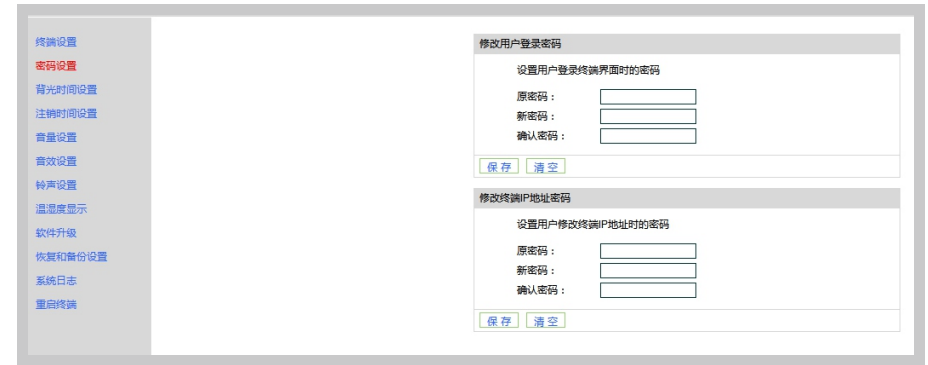 终端设置
密码设置
背光时间设置
注销时间设置
音量设置
音效设置
铃声设置
温湿度显示
软件升级
恢复和备份设置
系统日志
重启终端
修改用户登录密码
设置用户登录终端界面时的密码
原密码：
新密码：
确认密码：
保存 清空
修改终端IP地址密码
设置用户修改终端IP地址时的密码
原密码：
新密码：
确认密码：
保存 清空